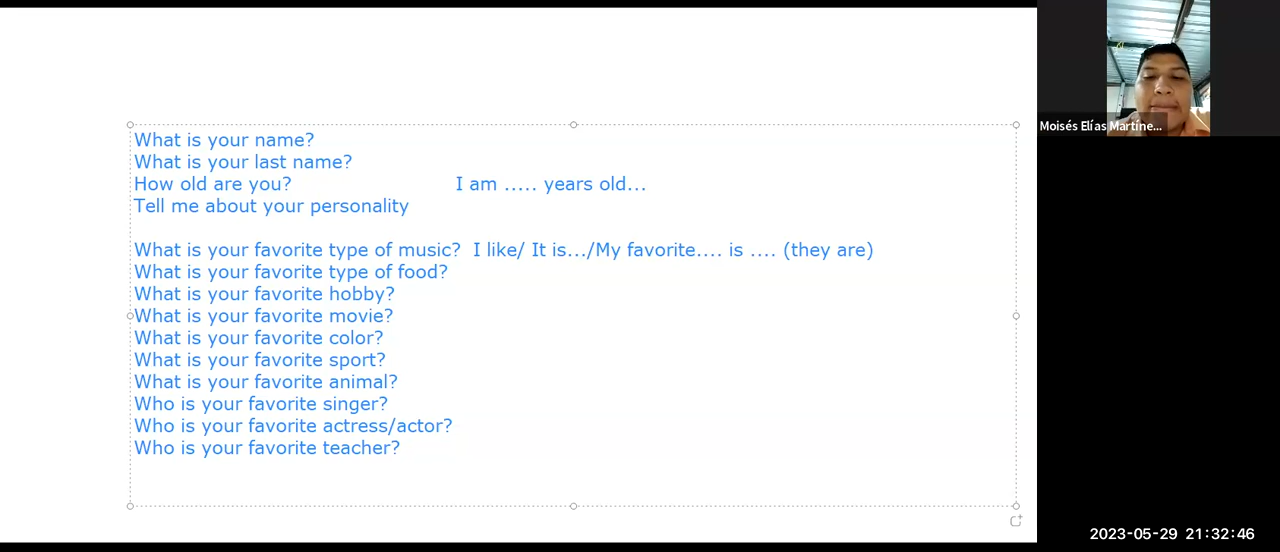 What is your name?
What is your last name?
How old are you? I am ..... years old...
Tell me about your personality
What is your favorite type of music? I like/ It is.../My favorite.... is .... (they are)
What is your favorite type of food?
What is your favorite hobby?
What is your favorite movie?
What is your favorite color?
What is your favorite sport?
What is your favorite animal?
Who is your favorite singer?
Who is your favorite actress/actor?
Who is your favorite teacher?
Moisés Elías Martíne...
2023-05-29 21:32:46